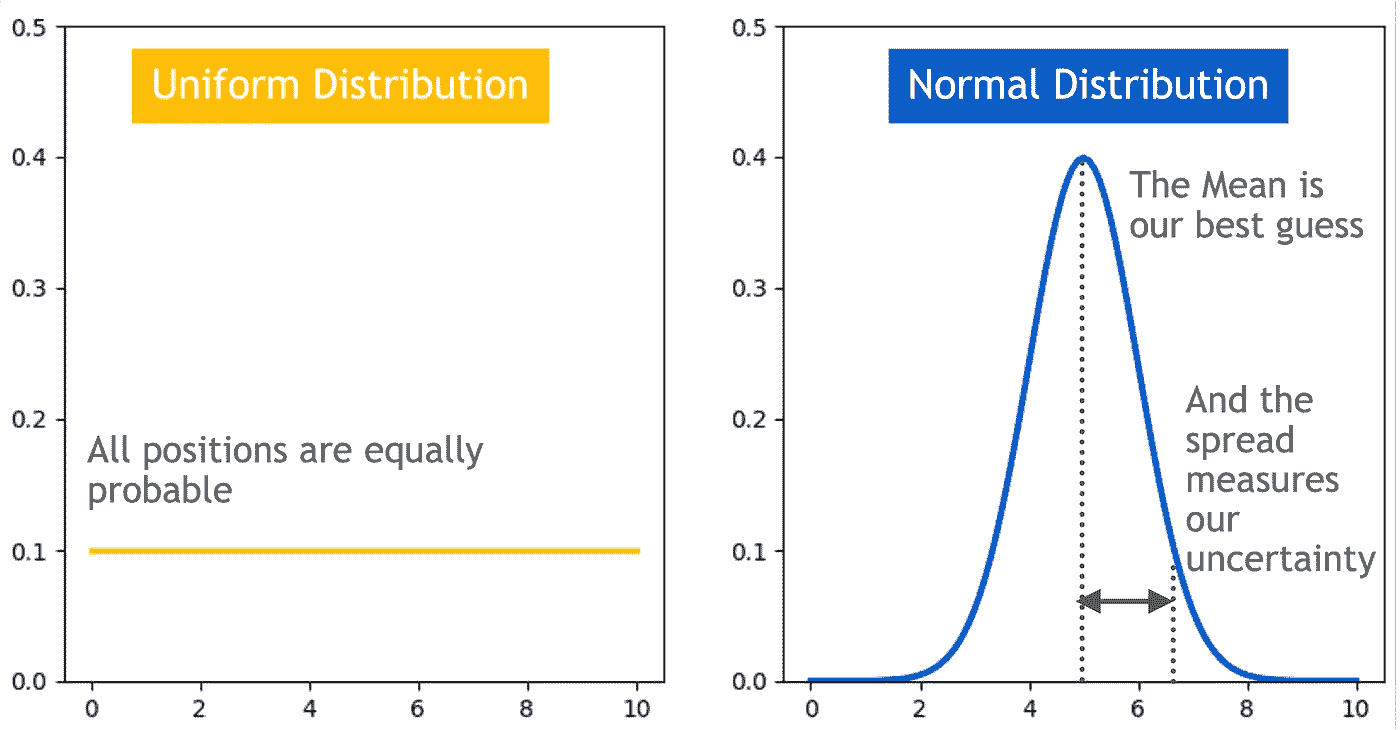 Uniform Distribution
0.5
0.4
0.3
0.2
0.1
0.0
All positions are equally
probable
0 2 4 6 8 10
Normal Distribution
0.5
0.4
0.3
0.2
0.1
0.0
The Mean is
our best guess
And the
spread
measures
our
uncertainty
0 2 4 6 8 10